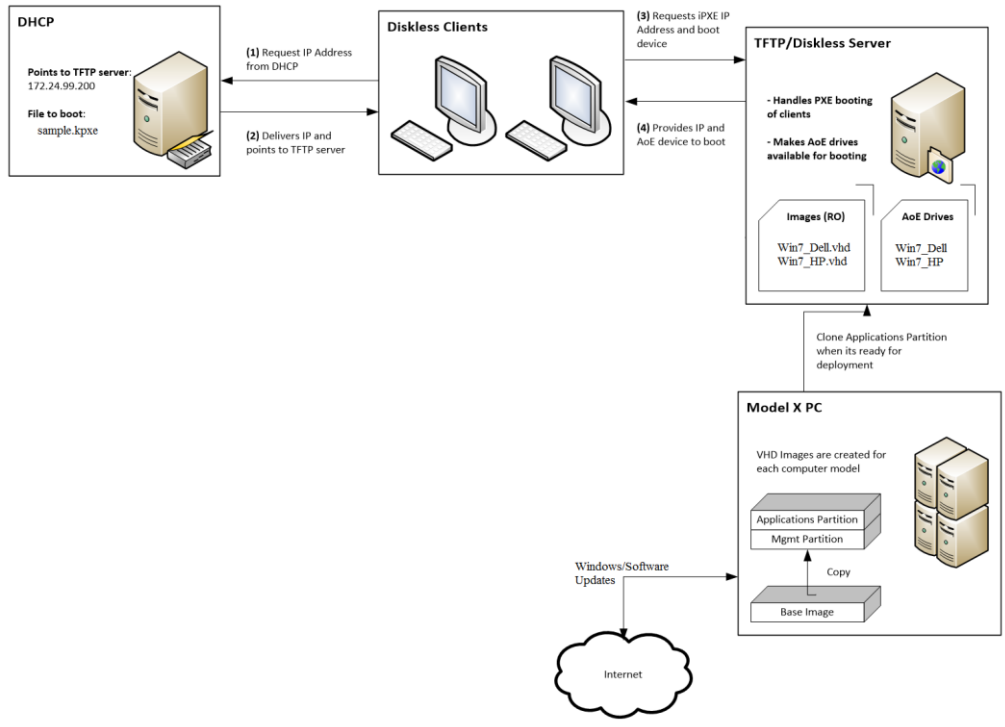 DHCP
Points to TFTP server:
172.24.99.200
File to boot:
sample.kpxe
(1) Request IP Address
from DHCP
(2) Delivers IP and
points to TFTP server
Diskless Clients
(3) Requests iPXE IP
Address and boot
device
(4) Provides IP and
AoE device to boot
TFTP/Diskless Server
- Handles PXE booting
of clients
- Makes AoE drives
available for booting
Images (RO)
Win7_Dell.vhd
Win7_HP.vhd
AoE Drives
Win7_Dell
Win7_HP
Clone Applications Partition
when its ready for
deployment
Model X PC
VHD Images are created for
each computer model
Applications Partition
Mgmt Partition
Copy
Base Image
Windows/Software
Updates
Internet